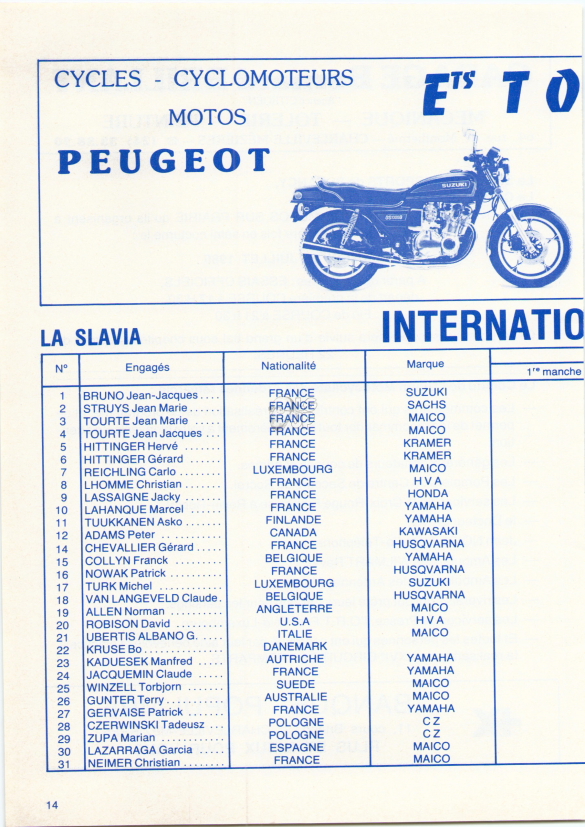 CYCLES - CYCLOMOTEURS
MOTOS
PEUGEOT
ETS TO
SUZUKI
LA SLAVIA
INTERNATIO
N° Engagés Nationalité Marque
1re manche
1 BRUNO Jean-Jacques .... FRANCE SUZUKI
2 STRUYS Jean Marie ...... FRANCE SACHS
3 TOURTE Jean Marie .... FRANCE MAICO
4 TOURTE Jean Jacques ... FRANCE MAICO
5 HITTINGER Hervé ....... FRANCE KRAMER
6 HITTINGER Gérard ...... FRANCE KRAMER
7 REICHLING Carlo ........ LUXEMBOURG MAICO
8 LHOMME Christian ....... FRANCE H V A
9 LASSAIGNE Jacky ....... FRANCE HONDA
10 LAHANQUE Marcel ...... FRANCE YAMAHA
11 TUUKKANEN Asko ....... FINLANDE YAMAHA
12 ADAMS Peter .. .......... CANADA KAWASAKI
14 CHEVALLIER Gérard ..... FRANCE HUSQVARNA
15 COLLYN Franck ......... BELGIQUE YAMAHA
16 NOWAK Patrick .......... FRANCE HUSQVARNA
17 TURK Michel ............ LUXEMBOURG SUZUKI
18 VAN LANGEVELD Claude. BELGIQUE HUSQVARNA
19 ALLEN Norman .......... ANGLETERRE MAICO
20 ROBISON David ......... U.S.A H V A
21 UBERTIS ALBANO G. .... ITALIE MAICO
22 KRUSE Bo ............... DANEMARK
23 KADUESEK Manfred ..... AUTRICHE YAMAHA
24 JACQUEMIN Claude ..... FRANCE YAMAHA
25 WINZELL Torbjorn ....... SUEDE MAICO
26 GUNTER Terry ........... AUSTRALIE MAICO
27 GERVAISE Patrick ........ FRANCE YAMAHA
28 CZERWINSKI Tadeusz .. POLOGNE C Z
29 ZUPA Marian ............ POLOGNE C Z
30 LAZARRAGA Garcia ..... ESPAGNE MAICO
31 NEIMER Christian ........ FRANCE MAICO
14